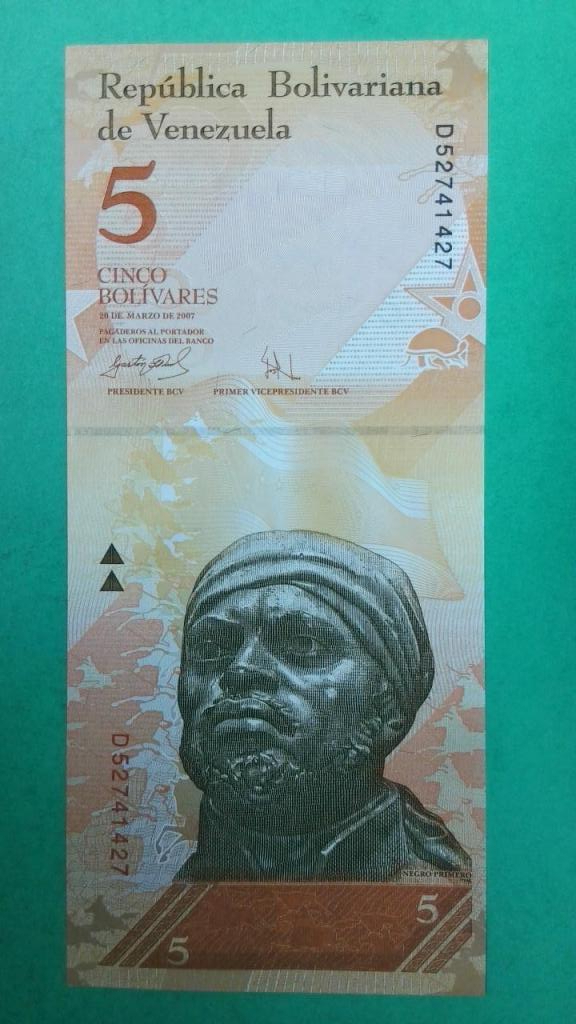 República Bolivariana
de Venezuela
D52741427
5
CINCO
BOLÍVARES
20 DE MARZO DE 2007
PAGADEROS AL PORTADOR
EN LAS OFICINAS DEL BANCO
PRESIDENTE BCV
PRIMER VICEPRESIDENTE BCV
D52741427
NEGRO PRIMERO
5
5